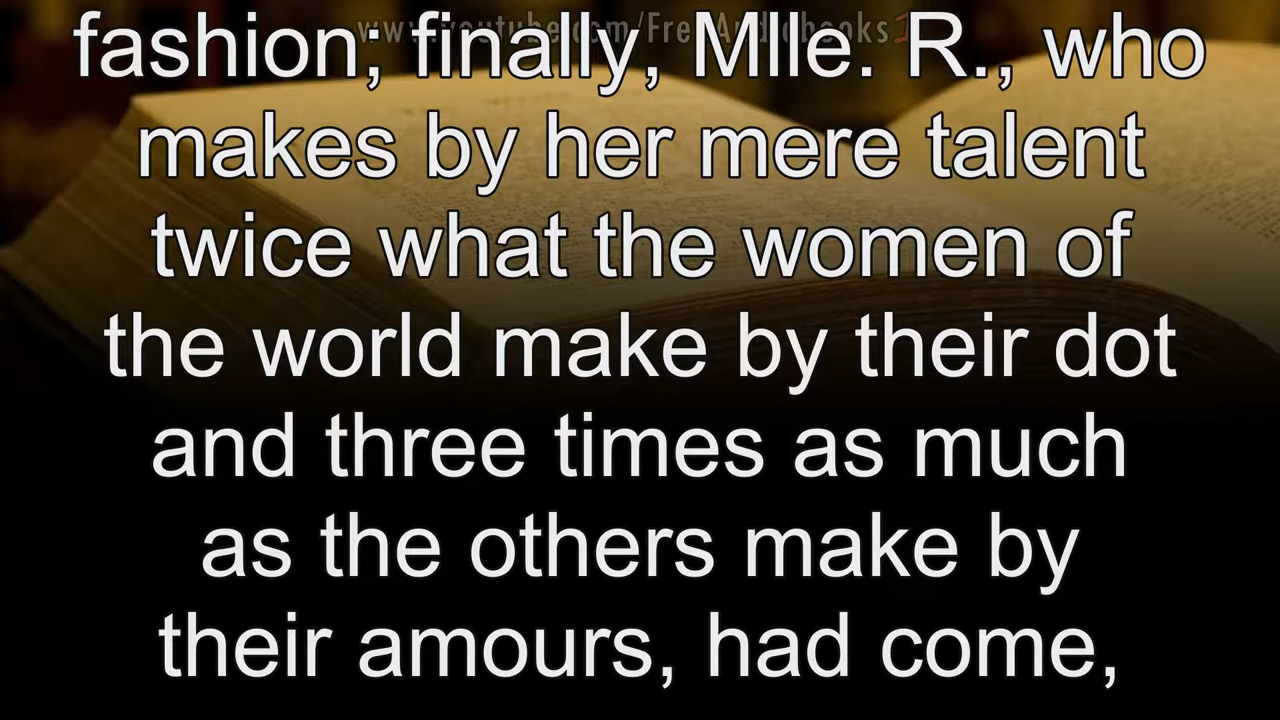 www.youtube.com/FreeAudiobooks
fashion; finally, Mlle. R., who
makes by her mere talent
twice what the women of
the world make by their dot
and three times as much
as the others make by
their amours, had come,